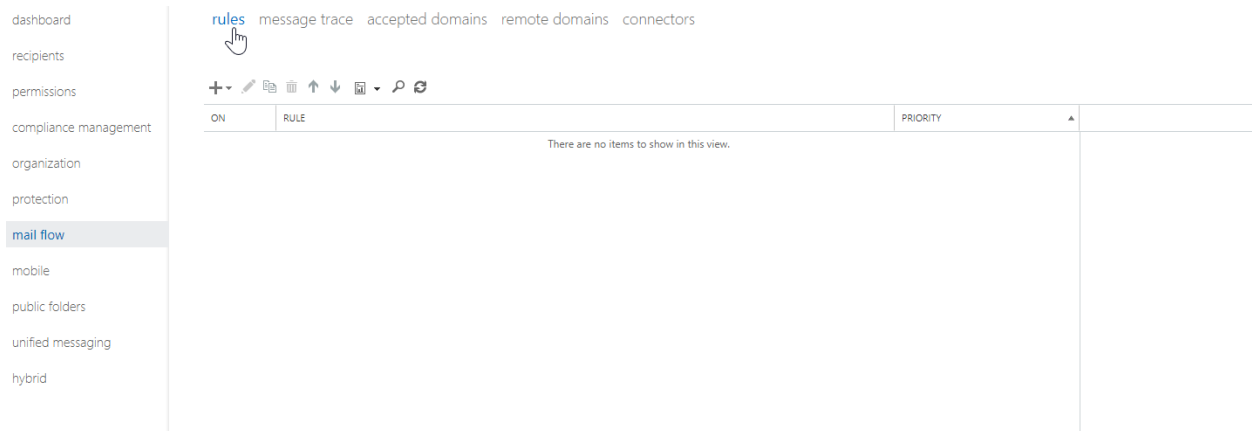 dashboard
rules message trace accepted domains remote domains connectors
recipients
permissions
compliance management
organization
protection
mail flow
mobile
public folders
unified messaging
hybrid
ON RULE PRIORITY
There are no items to show in this view.